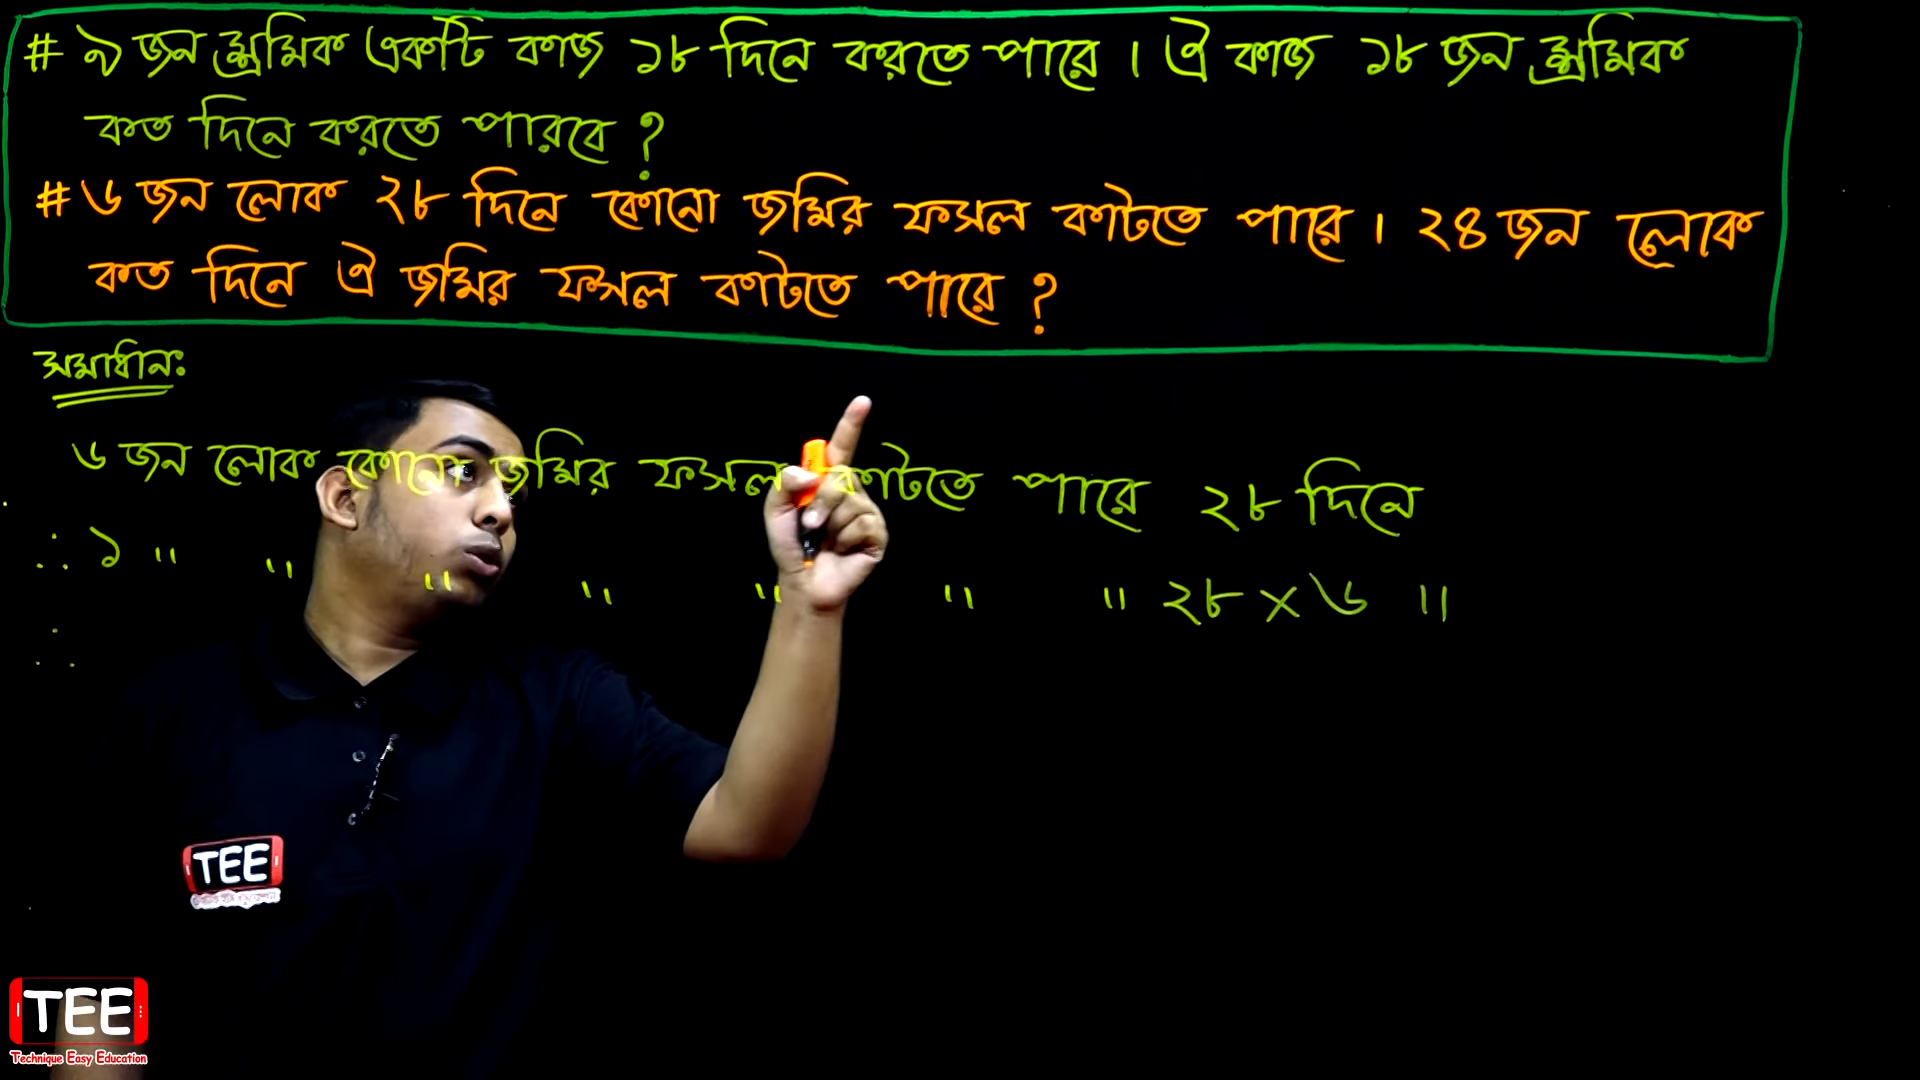 # ৯ জন শ্রমিক একটি কাজ ১৮ দিনে করতে পারে। ঐ কাজ ১৮ জন শ্রমিক
কত দিনে করতে পারবে ?
# ৬ জন লোক ২৮ দিনে কোনো জমির ফসল কাটতে পারে। ২৪ জন লোক
কত দিনে ঐ জমির ফসল কাটতে পারে ?
সমাধানঃ
৬ জন লোক কোনো জমির ফসল কাটতে পারে ২৮ দিনে
∴ ১ " " " " " " " ২৮ × ৬ "
∴
TEE
TEE
Technique Easy Education